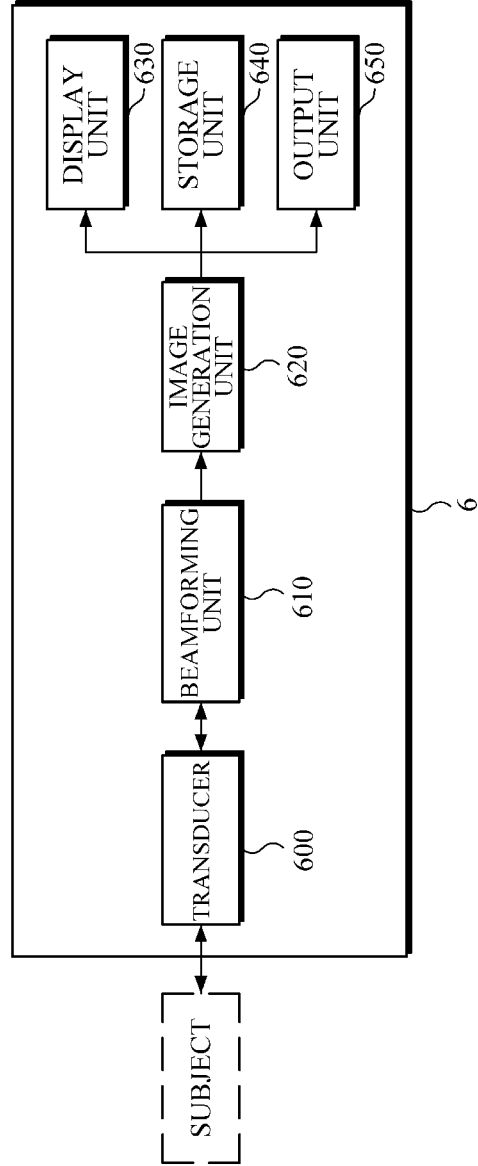 SUBJECT
TRANSDUCER
600
BEAMFORMING
UNIT
610
IMAGE
GENERATION
UNIT
620
DISPLAY
UNIT
630
STORAGE
UNIT
640
OUTPUT
UNIT
650
6